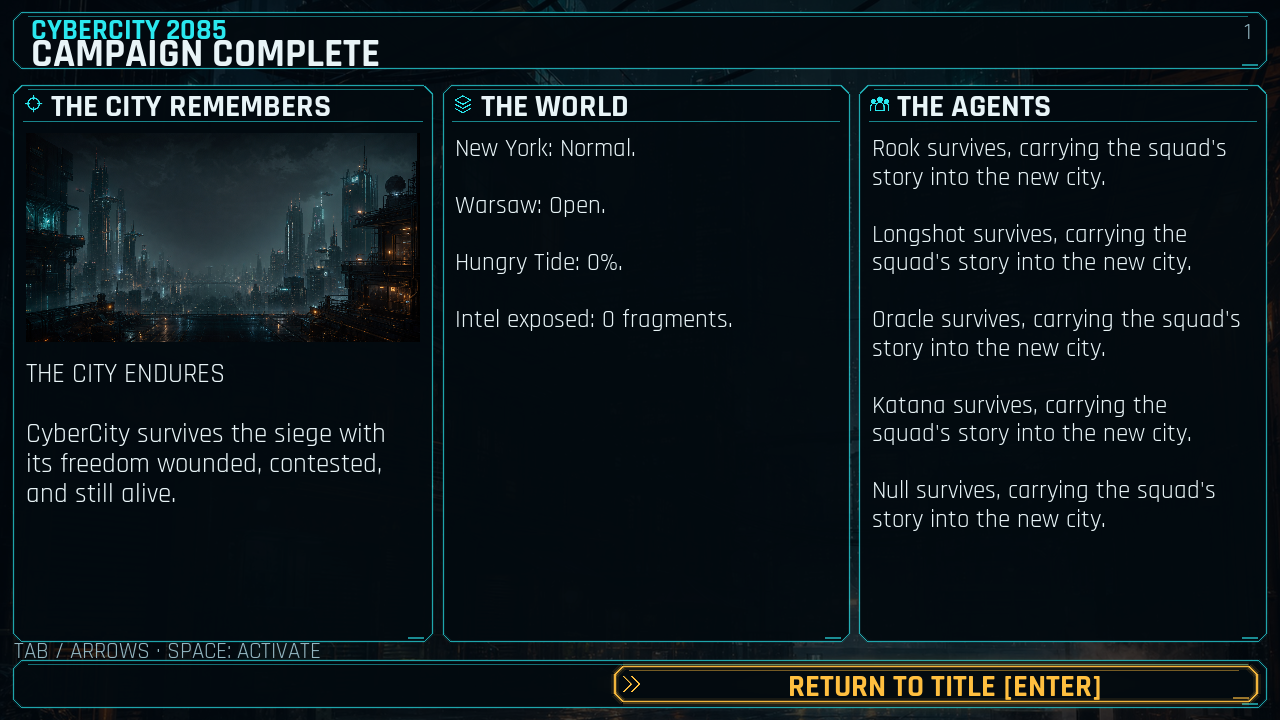 CYBERCITY 2085
CAMPAIGN COMPLETE
1
THE CITY REMEMBERS
THE CITY ENDURES
CyberCity survives the siege with
its freedom wounded, contested,
and still alive.
THE WORLD
New York: Normal.
Warsaw: Open.
Hungry Tide: 0%.
Intel exposed: 0 fragments.
THE AGENTS
Rook survives, carrying the squad's
story into the new city.
Longshot survives, carrying the
squad's story into the new city.
Oracle survives, carrying the squad's
story into the new city.
Katana survives, carrying the
squad's story into the new city.
Null survives, carrying the squad's
story into the new city.
TAB / ARROWS · SPACE: ACTIVATE
RETURN TO TITLE [ENTER]